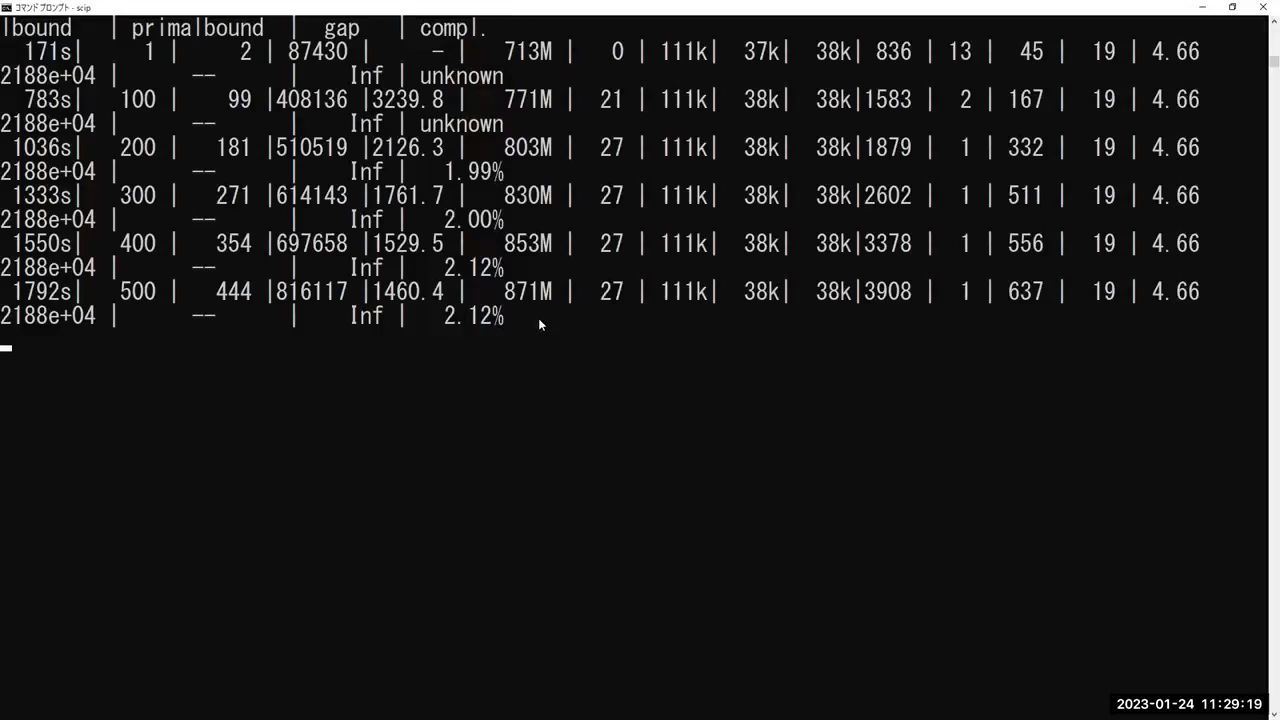 コマンド プロンプト - scip
lbound | primalbound | gap | compl.
171s| 1 | 2 | 87430 | - | 713M | 0 | 111k| 37k| 38k| 836 | 13 | 45 | 19 | 4.66
2188e+04 | -- | Inf | unknown
783s| 100 | 99 |408136 |3239.8 | 771M | 21 | 111k| 38k| 38k|1583 | 2 | 167 | 19 | 4.66
2188e+04 | -- | Inf | unknown
1036s| 200 | 181 |510519 |2126.3 | 803M | 27 | 111k| 38k| 38k|1879 | 1 | 332 | 19 | 4.66
2188e+04 | -- | Inf | 1.99%
1333s| 300 | 271 |614143 |1761.7 | 830M | 27 | 111k| 38k| 38k|2602 | 1 | 511 | 19 | 4.66
2188e+04 | -- | Inf | 2.00%
1550s| 400 | 354 |697658 |1529.5 | 853M | 27 | 111k| 38k| 38k|3378 | 1 | 556 | 19 | 4.66
2188e+04 | -- | Inf | 2.12%
1792s| 500 | 444 |816117 |1460.4 | 871M | 27 | 111k| 38k| 38k|3908 | 1 | 637 | 19 | 4.66
2188e+04 | -- | Inf | 2.12%
2023-01-24 11:29:19